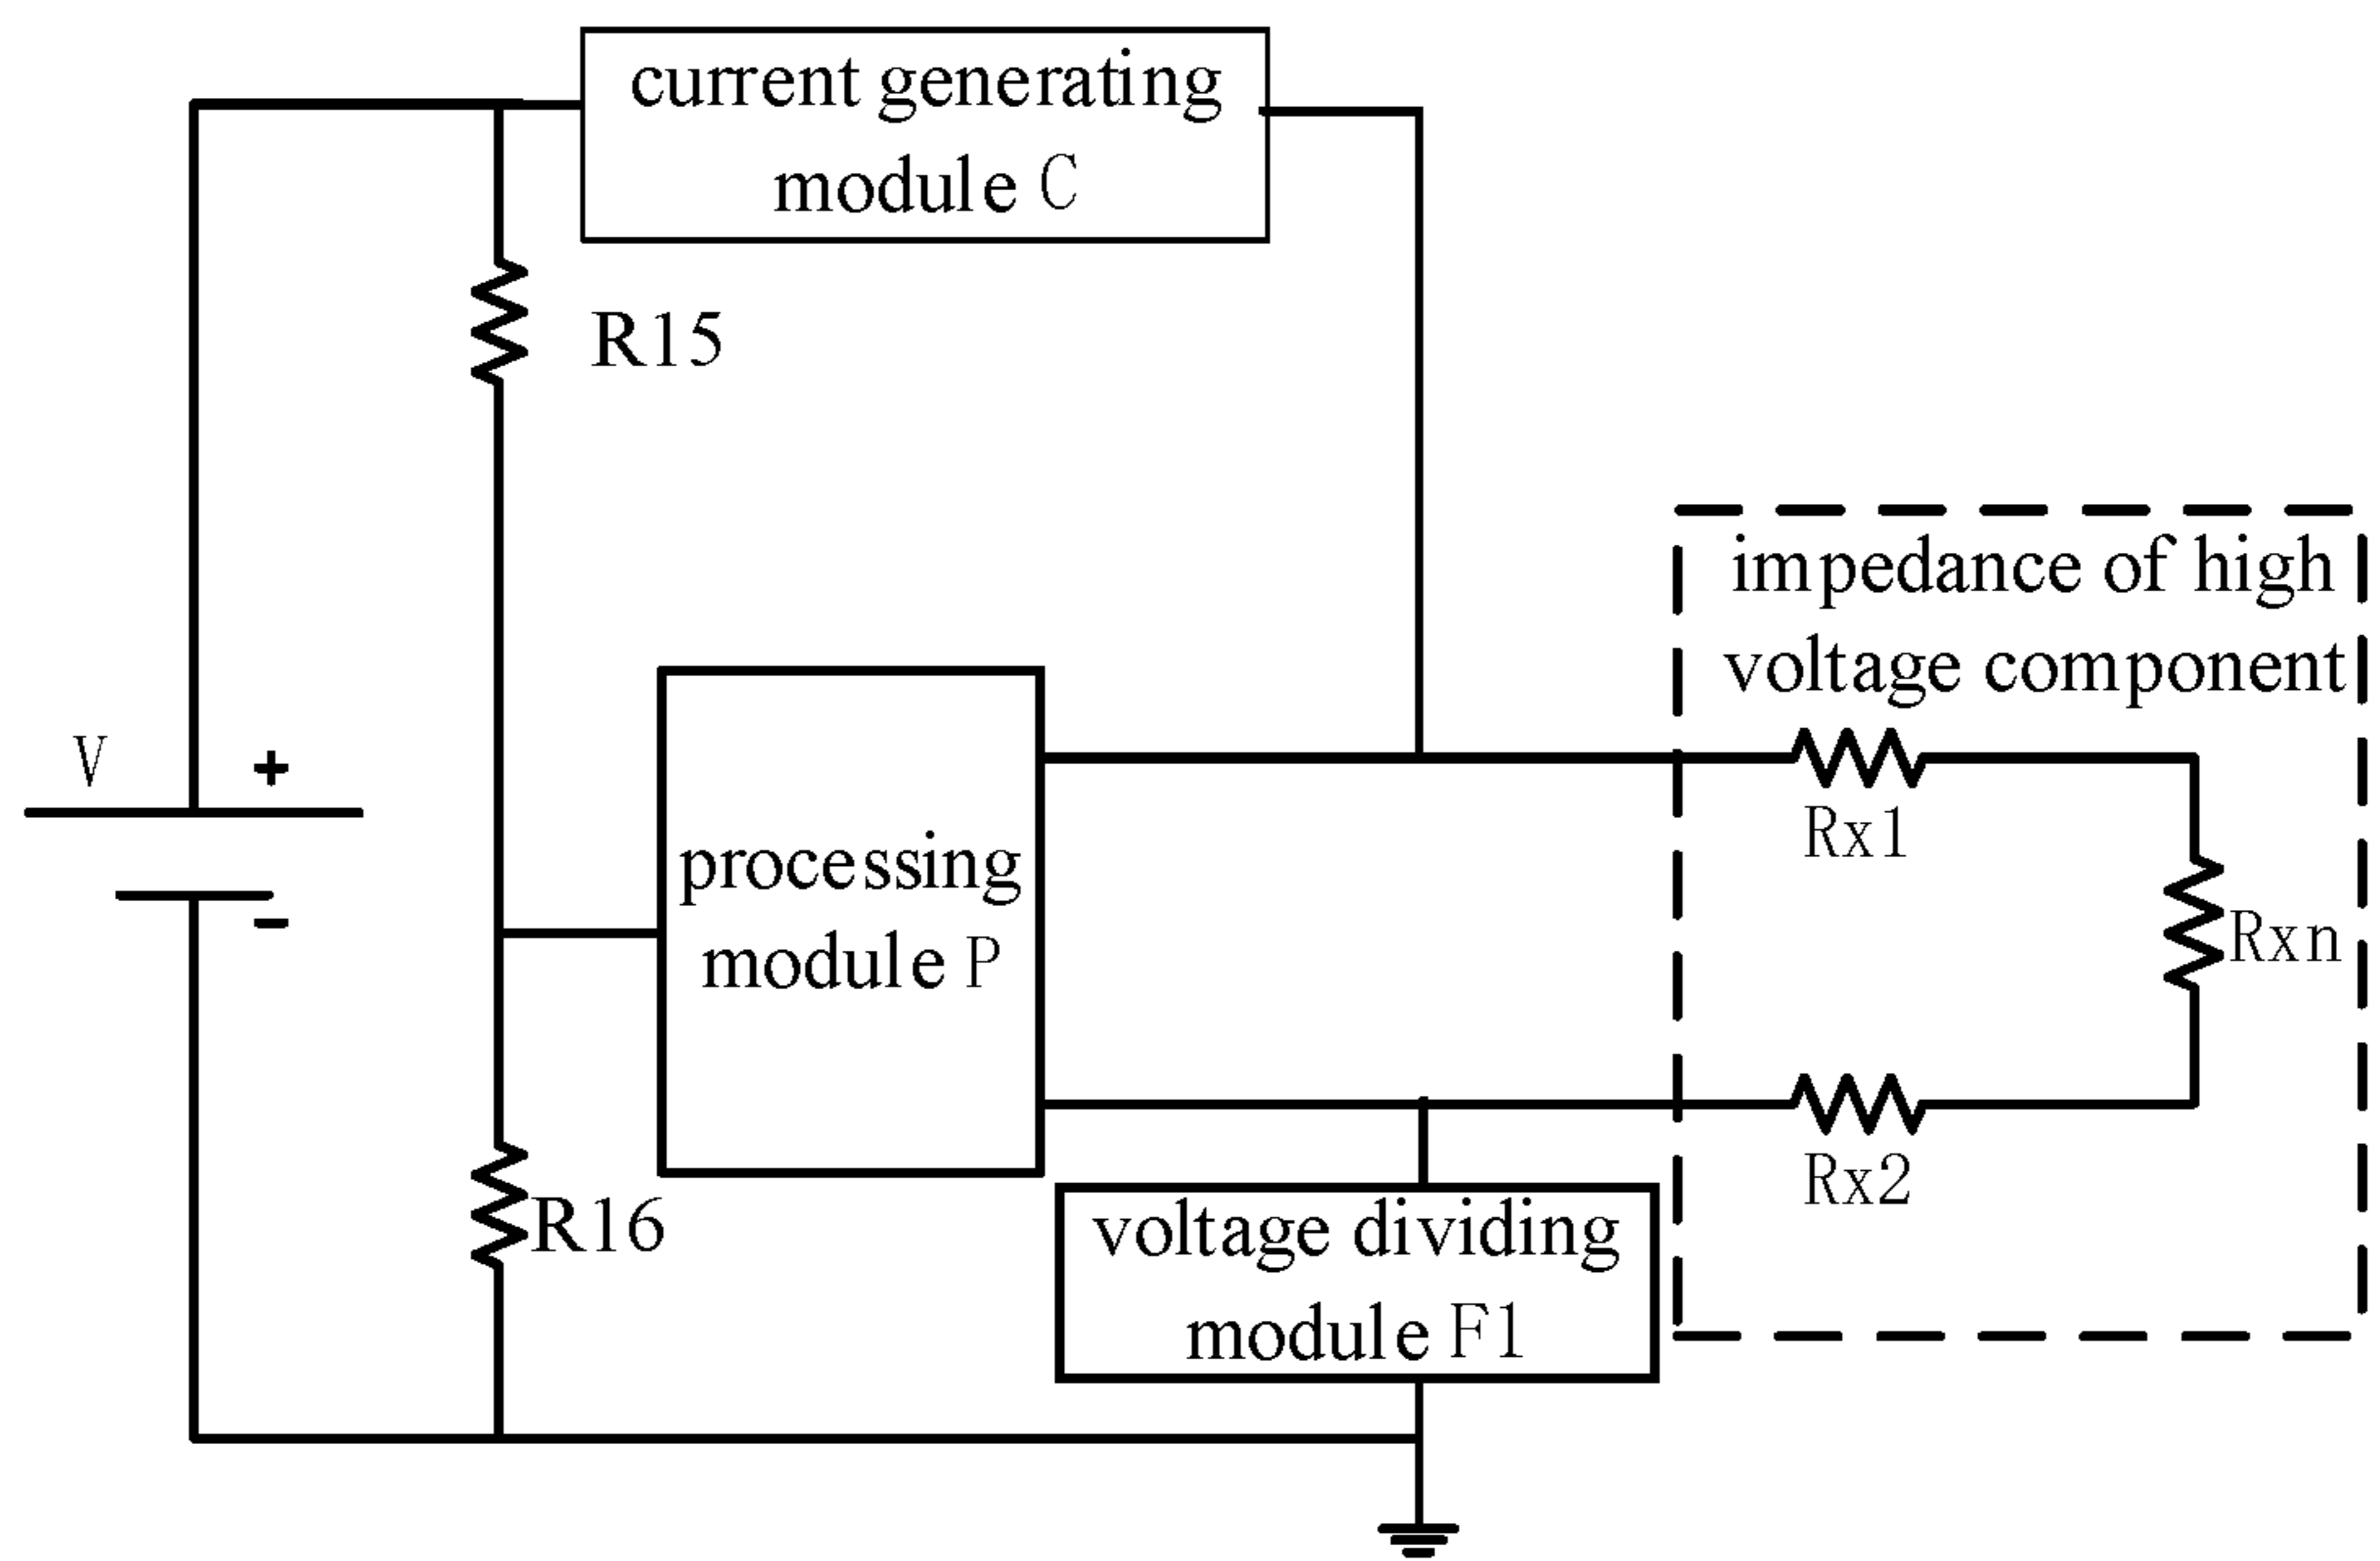 current generating
module C
R15
impedance of high
voltage component
V
+
-
processing
module P
Rx1
Rxn
Rx2
R16
voltage dividing
module F1